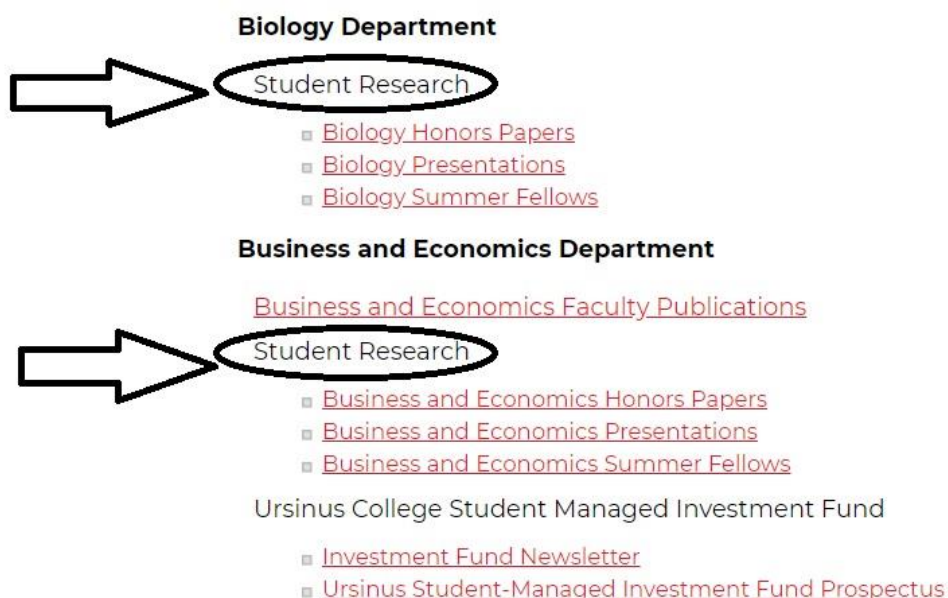 Biology Department
Student Research
Biology Honors Papers
Biology Presentations
Biology Summer Fellows
Business and Economics Department
Business and Economics Faculty Publications
Student Research
Business and Economics Honors Papers
Business and Economics Presentations
Business and Economics Summer Fellows
Ursinus College Student Managed Investment Fund
Investment Fund Newsletter
Ursinus Student-Managed Investment Fund Prospectus